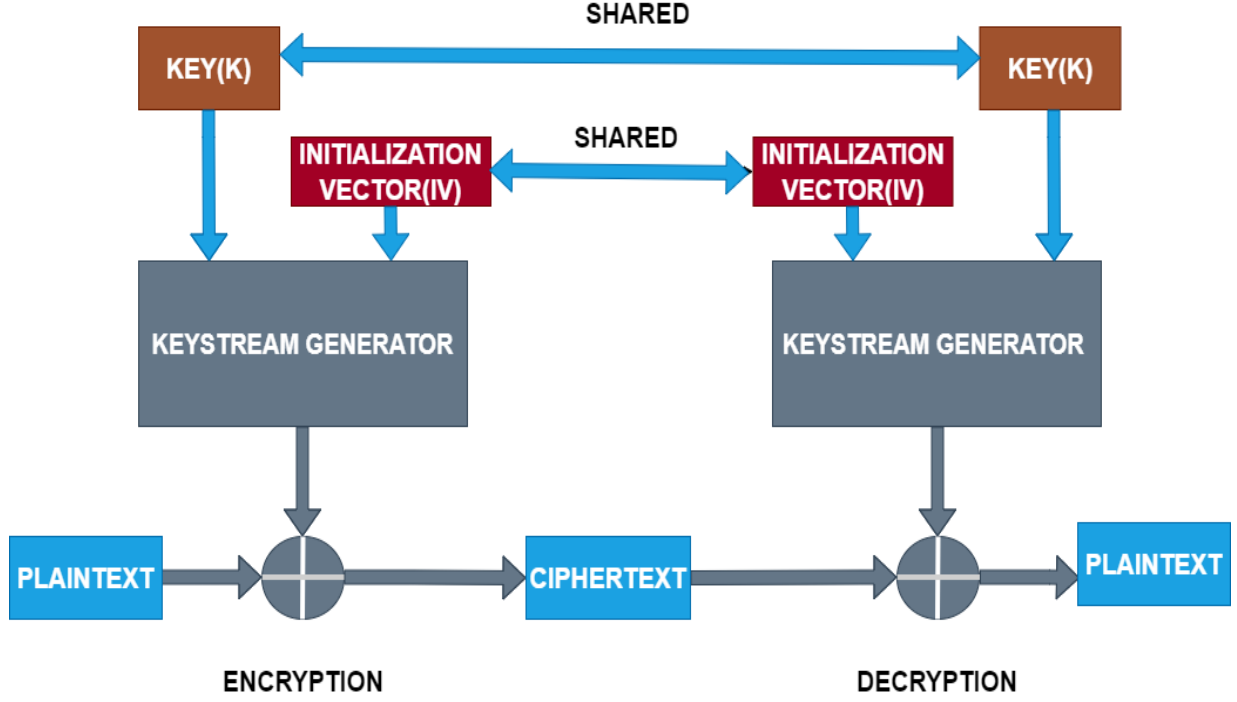 SHARED
KEY(K)
KEY(K)
SHARED
INITIALIZATION
VECTOR(IV)
INITIALIZATION
VECTOR(IV)
KEYSTREAM GENERATOR
KEYSTREAM GENERATOR
PLAINTEXT
CIPHERTEXT
PLAINTEXT
ENCRYPTION
DECRYPTION